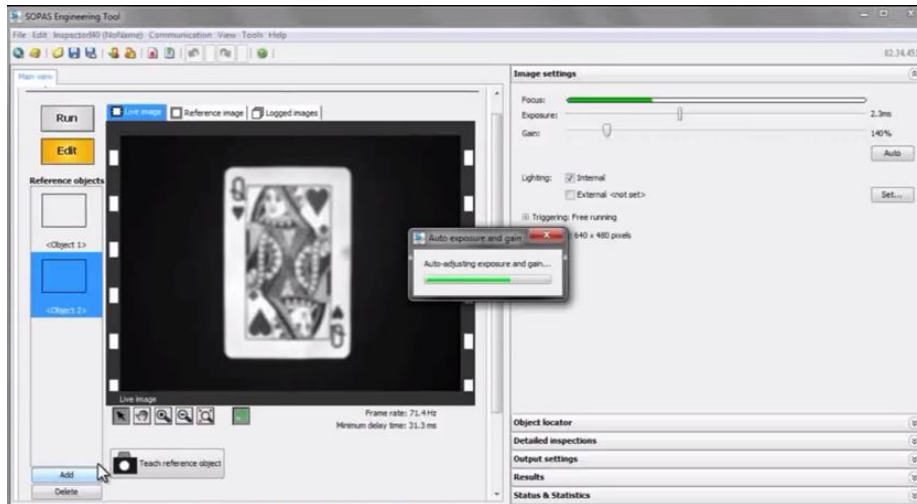 SOPAS Engineering Tool
File Edit InspectorI40 (NoName) Communication View Tools Help
02.34.45
Main view
Run
Edit
Reference objects
<Object 1>
<Object 2>
Add
Delete
Live image
Reference image
Logged images
Q
Q
Live image
Frame rate: 71.4 Hz
Minimum delay time: 31.3 ms
Teach reference object
Auto exposure and gain
Auto-adjusting exposure and gain...
Image settings
Focus:
Exposure:
2.3ms
Gain:
140%
Auto
Lighting:
Internal
External <not set>
Set...
Triggering: Free running
640 x 480 pixels
Object locator
Detailed inspections
Output settings
Results
Status & Statistics